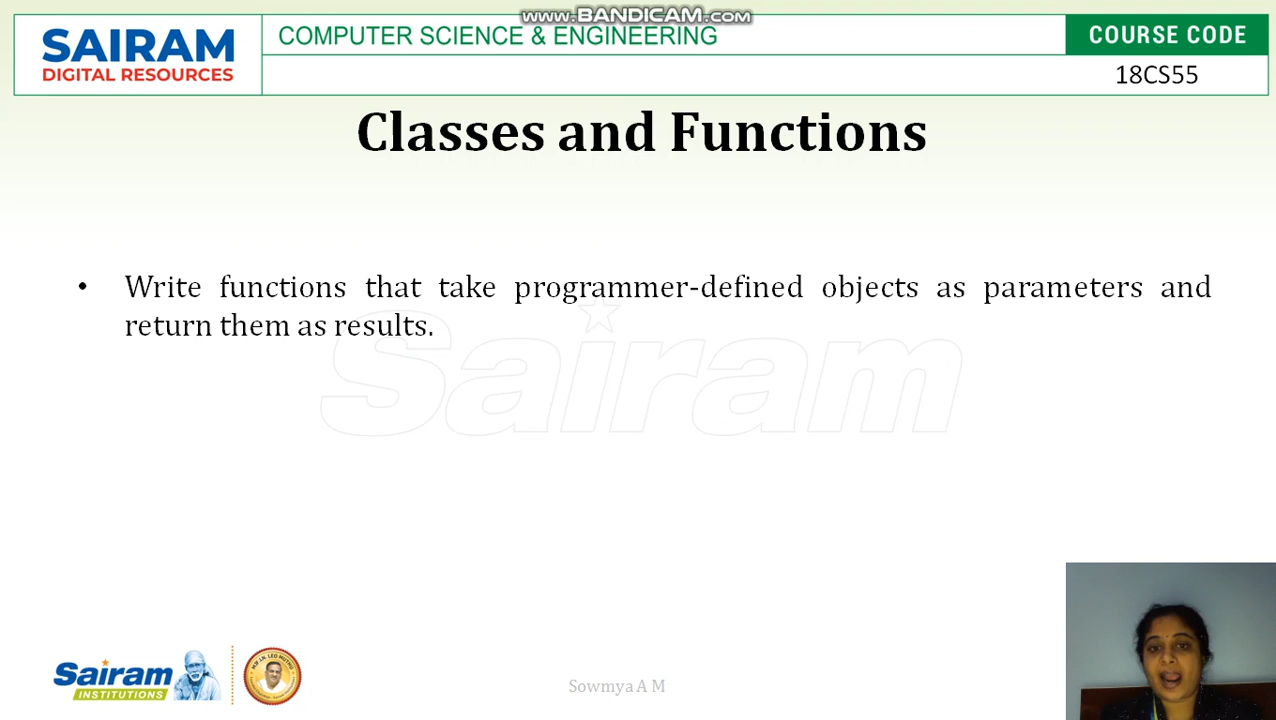 WWW.BANDICAM.COM
SAIRAM
DIGITAL RESOURCES
COMPUTER SCIENCE & ENGINEERING
COURSE CODE
18CS55
Classes and Functions
• Write functions that take programmer-defined objects as parameters and
return them as results.
Sairam
Sairam
INSTITUTIONS
Sowmya A M